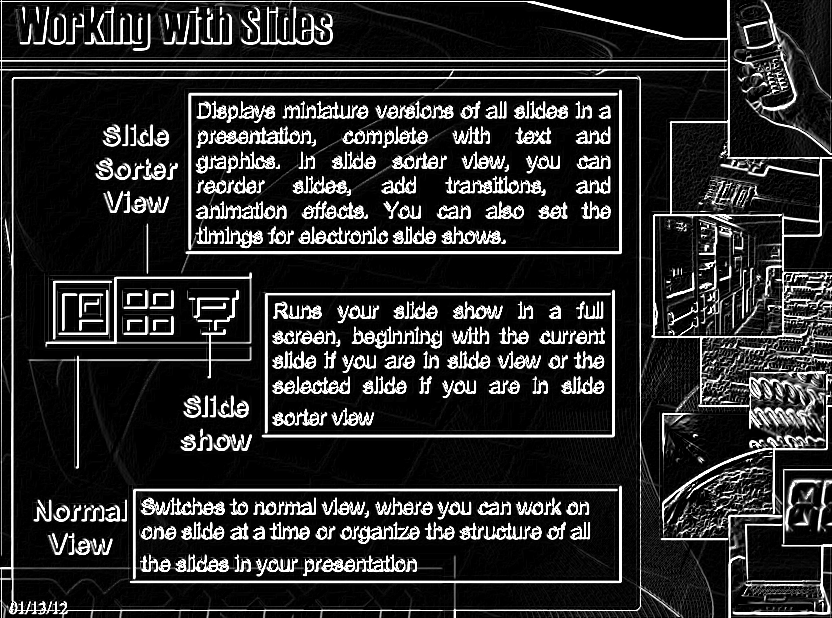 Working with Slides
Slide
Sorter
View
Displays miniature versions of all slides in a
presentation, complete with text and
graphics. In slide sorter view, you can
reorder slides, add transitions, and
animation effects. You can also set the
timings for electronic slide shows.
Runs your slide show in a full
screen, beginning with the current
slide if you are in slide view or the
selected slide if you are in slide
sorter view
Slide
show
Normal
View
Switches to normal view, where you can work on
one slide at a time or organize the structure of all
the slides in your presentation
01/13/12